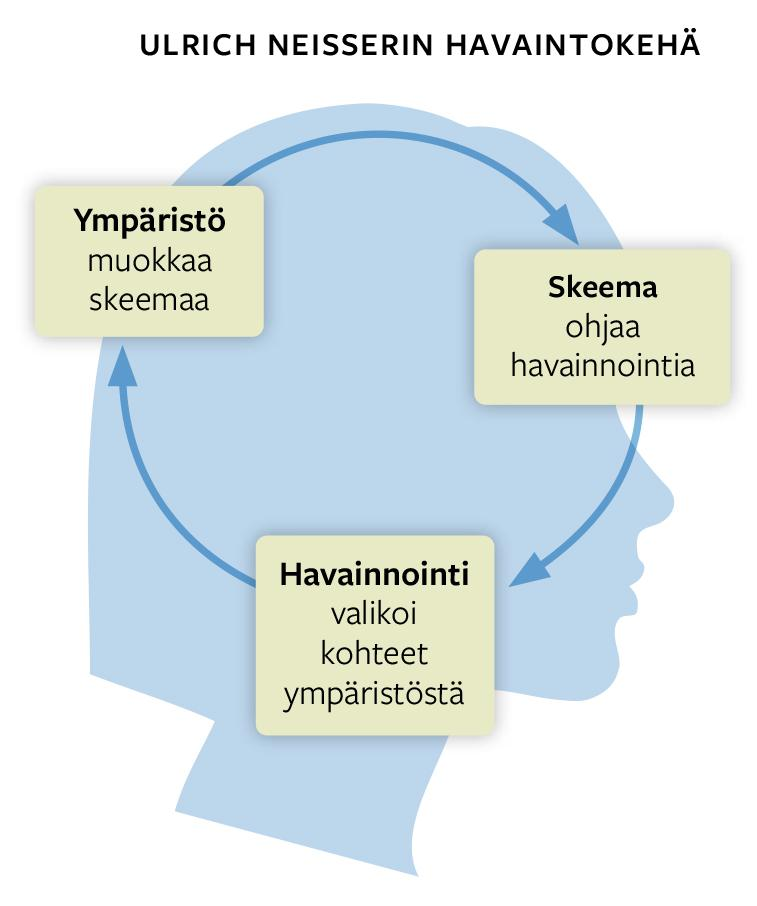 ULRICH NEISSERIN HAVAINTOKEHÄ
Ympäristö
muokkaa
skeemaa
Skeema
ohjaa
havainnointia
Havainnointi
valikoi
kohteet
ympäristöstä